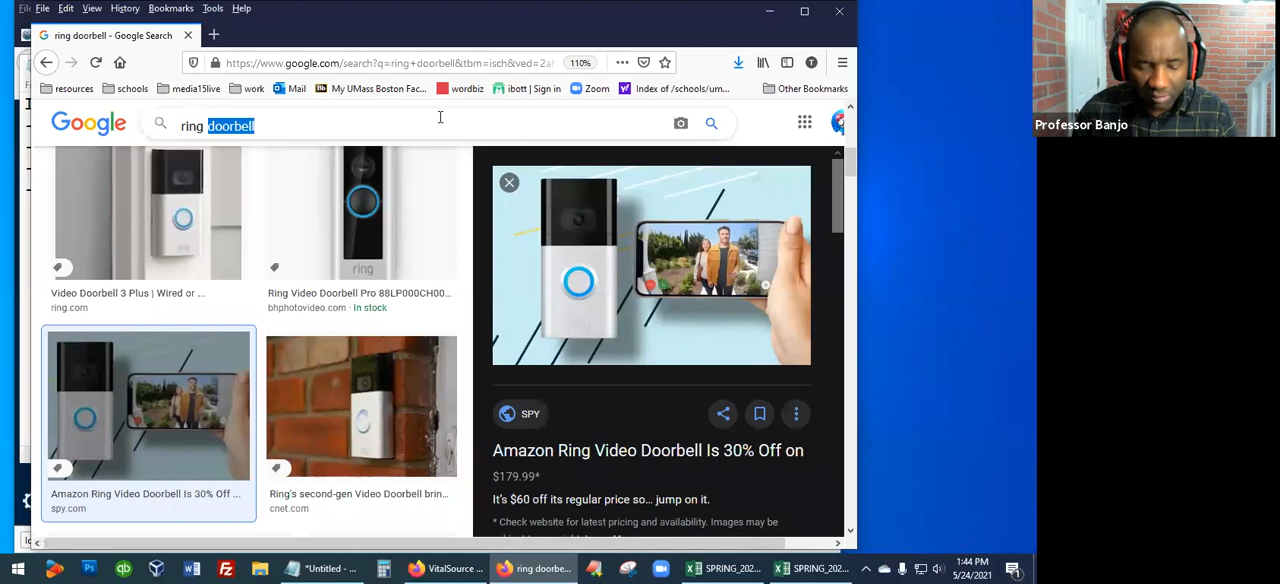 File File Edit View History Bookmarks Tools Help
ring doorbell - Google Search
https://www.google.com/search?q=ring+doorbell&tbm=isch&ved=2a 110%
resources schools media15live work Mail My UMass Boston Fac... wordbiz ibott | Sign in Zoom Index of /schools/um... Other Bookmarks
Google ring doorbell
Professor Banjo
ring
ring
Video Doorbell 3 Plus | Wired or ...
ring.com
Ring Video Doorbell Pro 88LP000CH00...
bhphotovideo.com · In stock
ring
Amazon Ring Video Doorbell Is 30% Off ...
spy.com
Ring's second-gen Video Doorbell brin...
cnet.com
SPY
Amazon Ring Video Doorbell Is 30% Off on
$179.99*
It's $60 off its regular price so... jump on it.
* Check website for latest pricing and availability. Images may be
*Untitled - ... VitalSource ... ring doorbe... SPRING_202... SPRING_202... 1:44 PM
5/24/2021